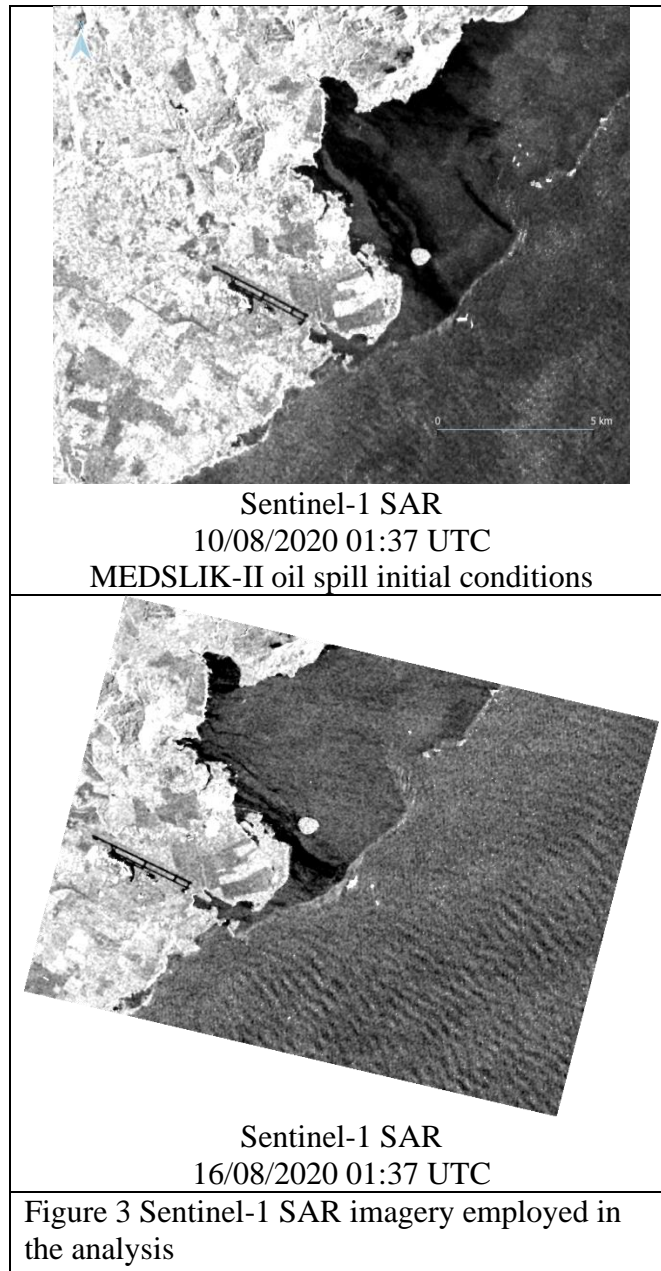 0
5 km
Sentinel-1 SAR
10/08/2020 01:37 UTC
MEDSLIK-II oil spill initial conditions
Sentinel-1 SAR
16/08/2020 01:37 UTC
Figure 3 Sentinel-1 SAR imagery employed in
the analysis